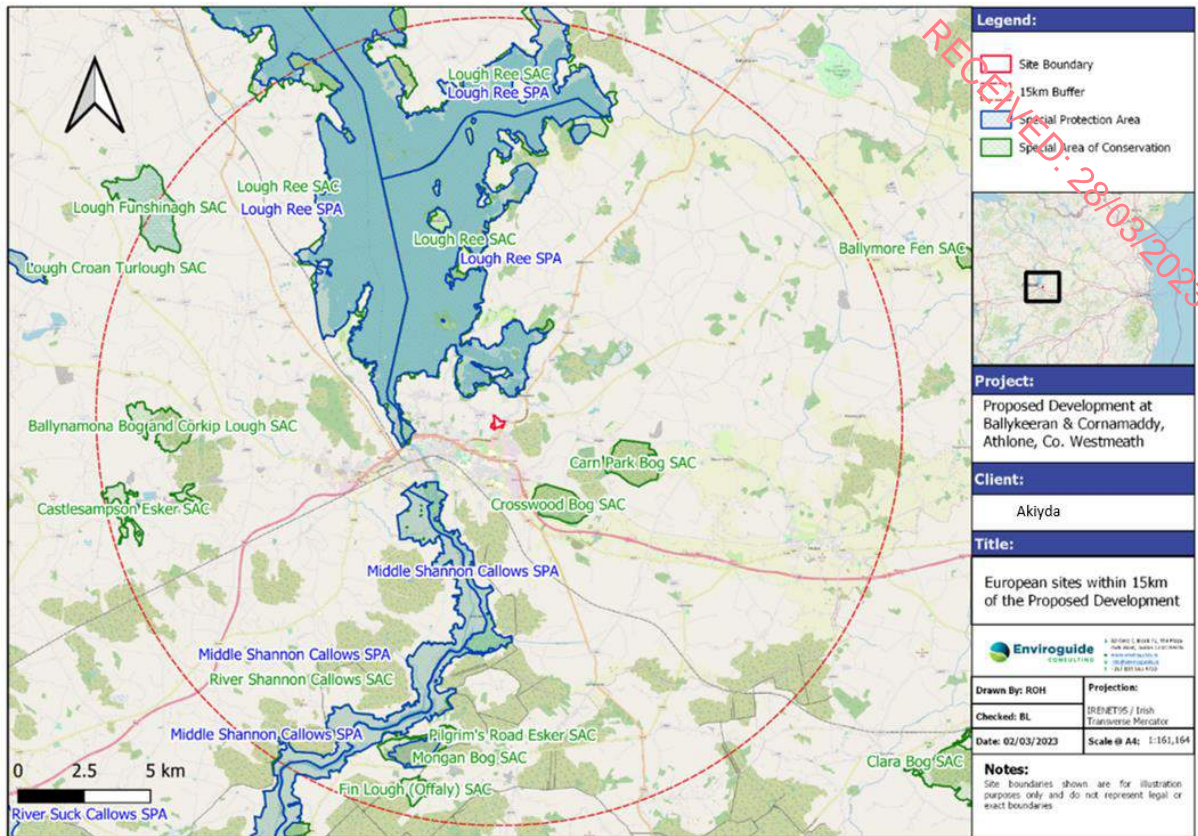 Lough Ree SAC
Lough Ree SPA
Lough Ree SAC
Lough Ree SPA
Lough Funshinagh SAC
Lough Ree SAC
Lough Ree SPA
Ballymore Fen SAC
Lough Croan Turlough SAC
Ballynamona Bog and Corkip Lough SAC
Carn Park Bog SAC
Crosswood Bog SAC
Castlesampson Esker SAC
Middle Shannon Callows SPA
Middle Shannon Callows SPA
River Shannon Callows SAC
Middle Shannon Callows SPA
Pilgrim's Road Esker SAC
Mongan Bog SAC
Clara Bog SAC
Fin Lough (Offaly) SAC
0 2.5 5 km
River Suck Callows SPA
Legend:
Site Boundary
15km Buffer
Special Protection Area
Special Area of Conservation
RECEIVED: 28/03/2023
Project:
Proposed Development at
Ballykeeran & Cornamaddy,
Athlone, Co. Westmeath
Client:
Akiyda
Title:
European sites within 15km
of the Proposed Development
Enviroguide
CONSULTING
Drawn By: ROH
Projection:
IRENET95 / Irish
Transverse Mercator
Checked: BL
Date: 02/03/2023
Scale @ A4: 1:161,164
Notes:
Site boundaries shown are for illustration
purposes only and do not represent legal or
exact boundaries